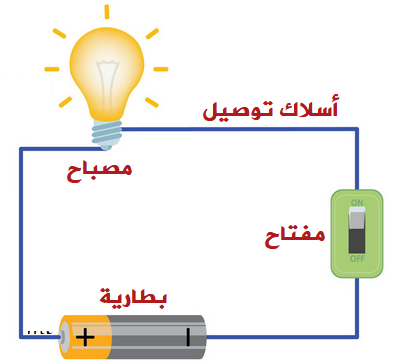 أسلاك توصيل
مصباح
ON
مفتاح
OFF
بطارية
+
-